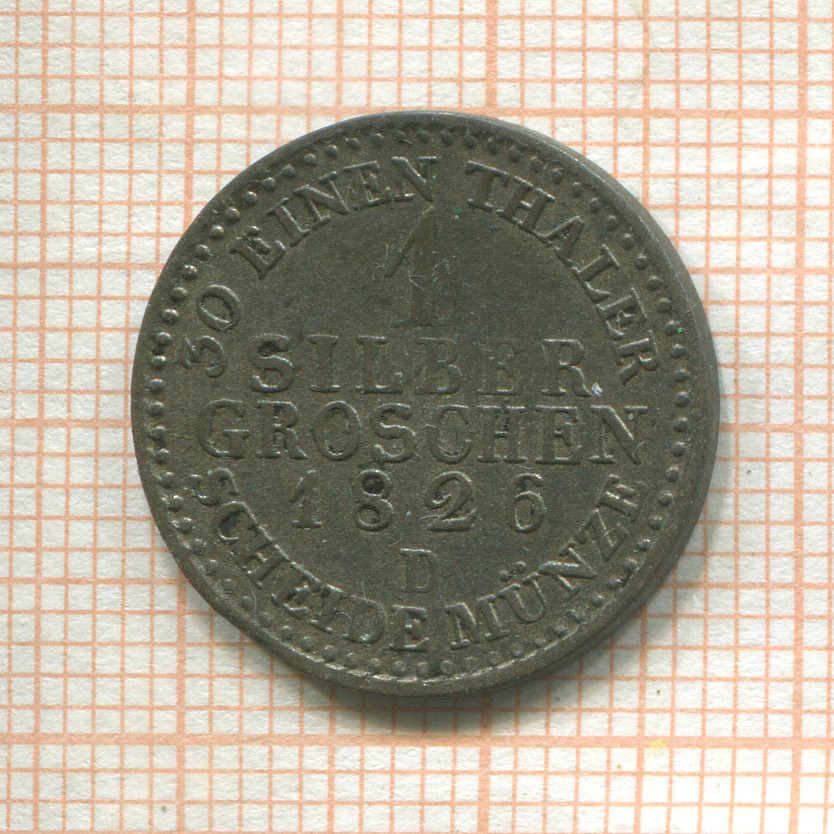 30 EINEN THALER
1
SILBER
GROSCHEN
1826
D
SCHEIDE MÜNZE